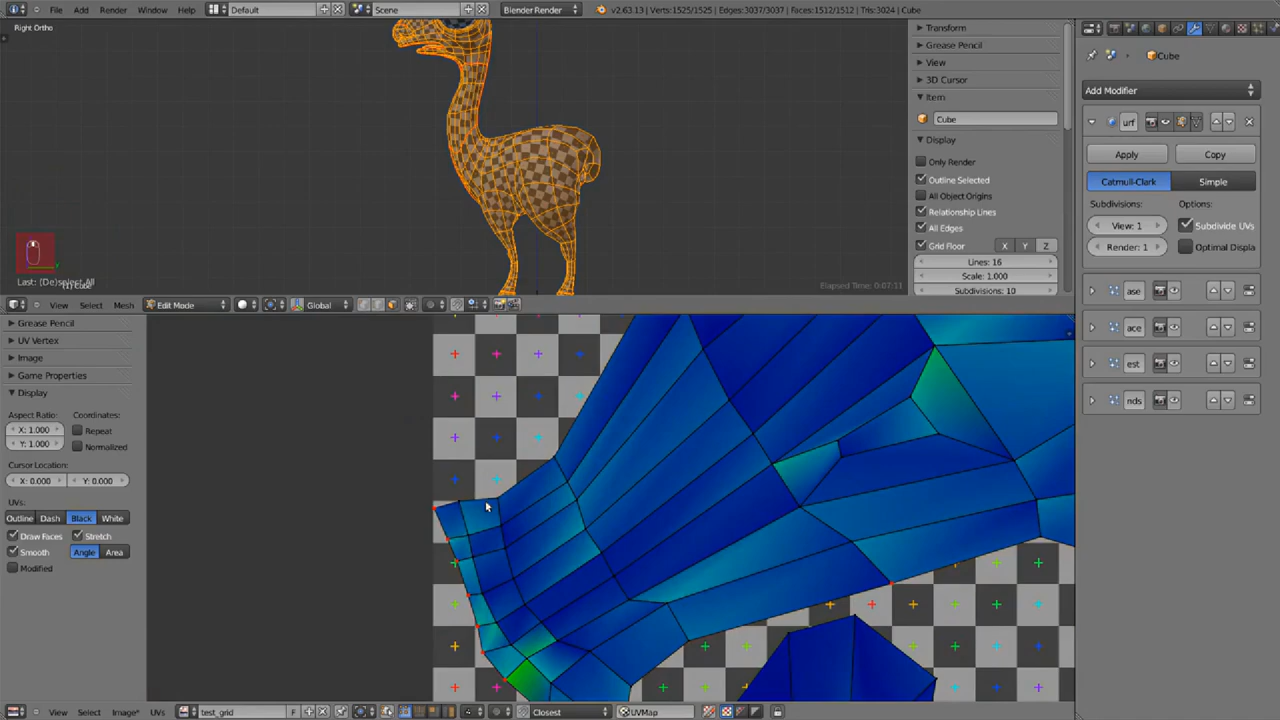 File Add Render Window Help Default Scene Blender Render v2.63.13 | Verts:1525/1525 | Edges:3037/3037 | Faces:1512/1512 | Tris:3024 | Cube
Right Ortho
Last: (De)select All
Elapsed Time: 0:07:11
View Select Mesh Edit Mode Global
Transform
Grease Pencil
View
3D Cursor
Item
Cube
Display
Only Render
Outline Selected
All Object Origins
Relationship Lines
All Edges
Grid Floor X Y Z
Lines: 16
Scale: 1.000
Subdivisions: 10
Cube
Add Modifier
urf
Apply Copy
Catmull-Clark Simple
Subdivisions: Options:
View: 1 Subdivide UVs
Render: 1 Optimal Displa
ase
ace
est
nds
Grease Pencil
UV Vertex
Image
Game Properties
Display
Aspect Ratio: Coordinates:
X: 1.000 Repeat
Y: 1.000 Normalized
Cursor Location:
X: 0.000 Y: 0.000
UVs:
Outline Dash Black White
Draw Faces Stretch
Smooth Angle Area
Modified
View Select Image* UVs test_grid F Closest UVMap